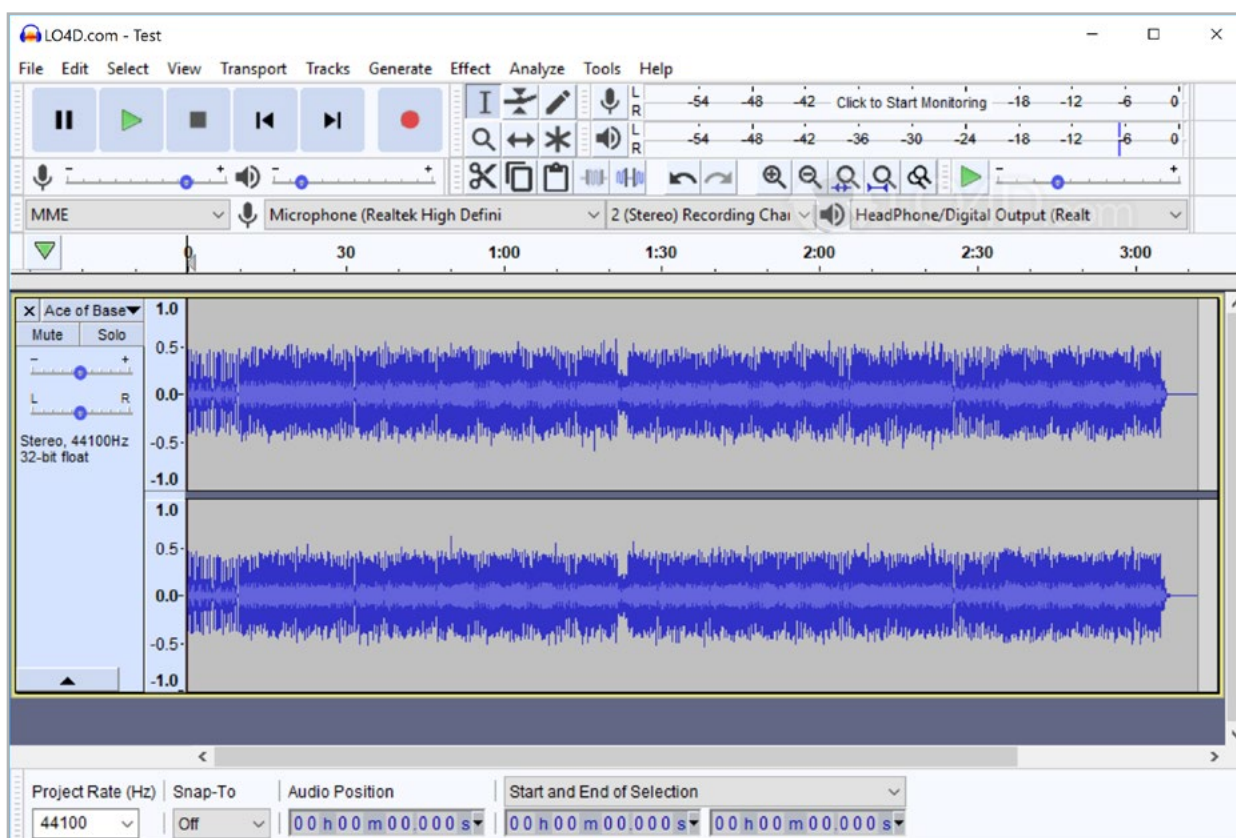 LO4D.com - Test
File Edit Select View Transport Tracks Generate Effect Analyze Tools Help
L
R
-54 -48 -42 Click to Start Monitoring -18 -12 -6 0
L
R
-54 -48 -42 -36 -30 -24 -18 -12 -6 0
- + - + - +
MME Microphone (Realtek High Defini 2 (Stereo) Recording Chai HeadPhone/Digital Output (Realt
0 30 1:00 1:30 2:00 2:30 3:00
X Ace of Base 1.0
Mute Solo
0.5
- +
0.0
L R
Stereo, 44100Hz -0.5
32-bit float
-1.0
1.0
0.5
0.0
-0.5
-1.0
Project Rate (Hz) Snap-To Audio Position Start and End of Selection
44100 Off 00 h 00 m 00.000 s 00 h 00 m 00.000 s 00 h 00 m 00.000 s